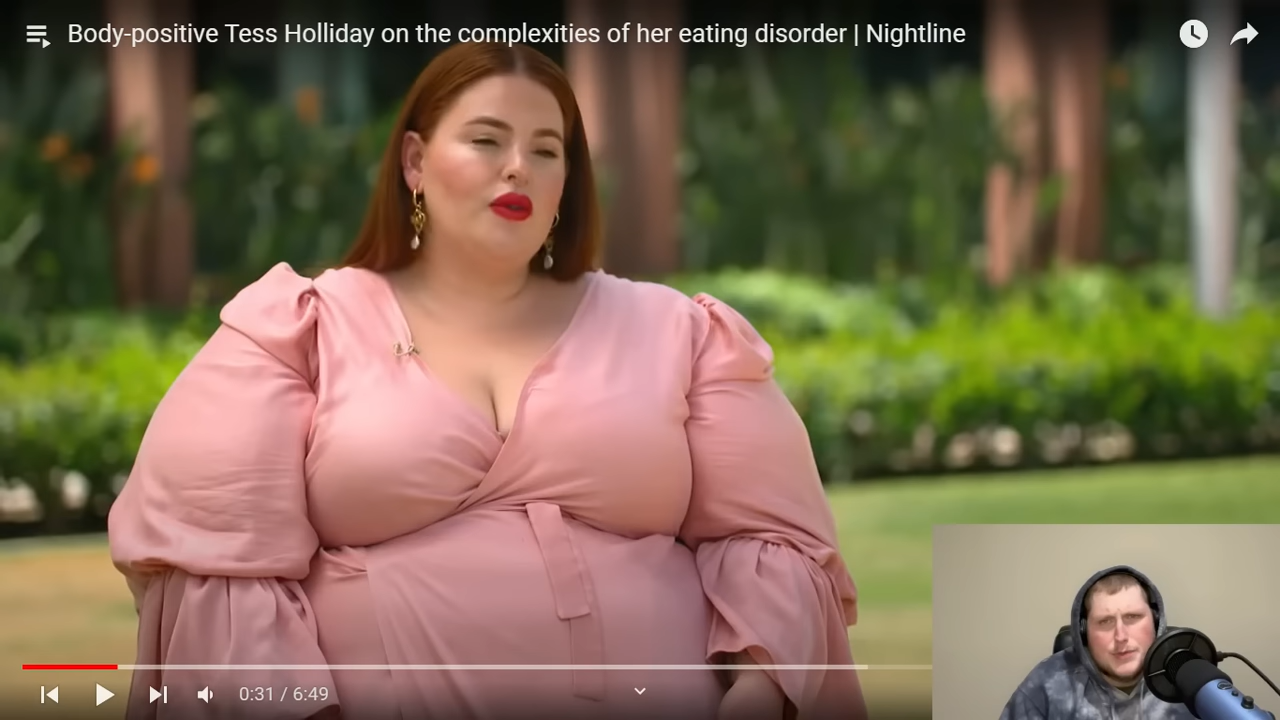 Body-positive Tess Holliday on the complexities of her eating disorder | Nightline
0:31 / 6:49